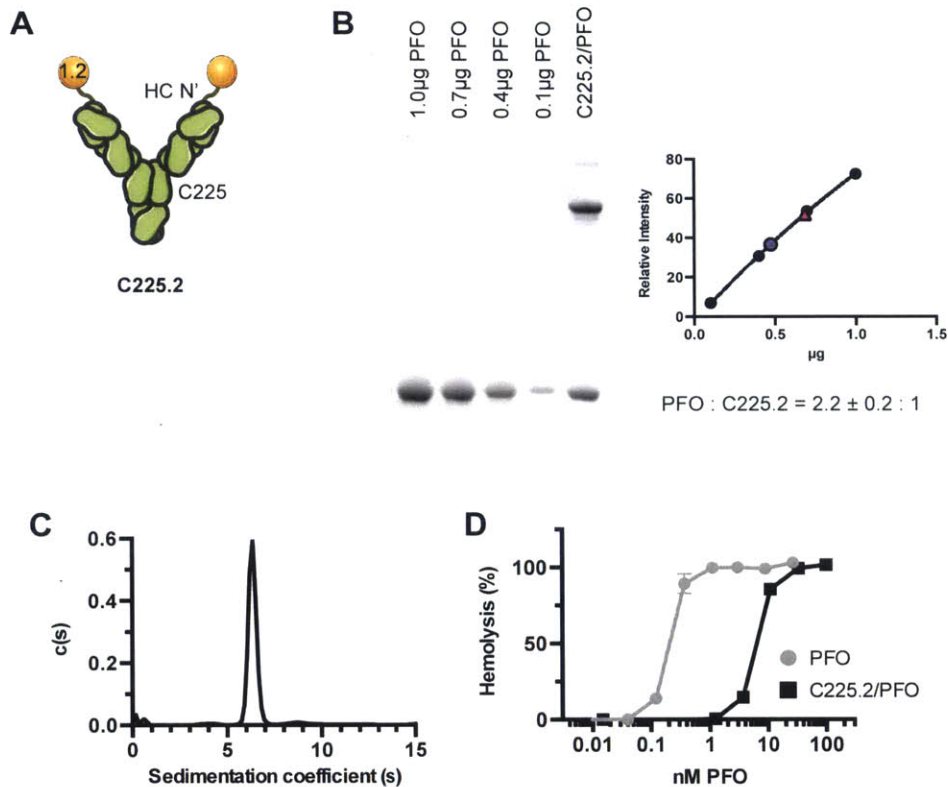 A
1.2
HC N'
C225
C225.2
B
1.0µg PFO
0.7µg PFO
0.4µg PFO
0.1µg PFO
C225.2/PFO
Relative Intensity
80
60
40
20
0
0.0 0.5 1.0 1.5
µg
PFO : C225.2 = 2.2 ± 0.2 : 1
C
c(s)
0.6
0.4
0.2
0.0
0 5 10 15
Sedimentation coefficient (s)
D
Hemolysis (%)
100
50
0
PFO
C225.2/PFO
0.01 0.1 1 10 100
nM PFO